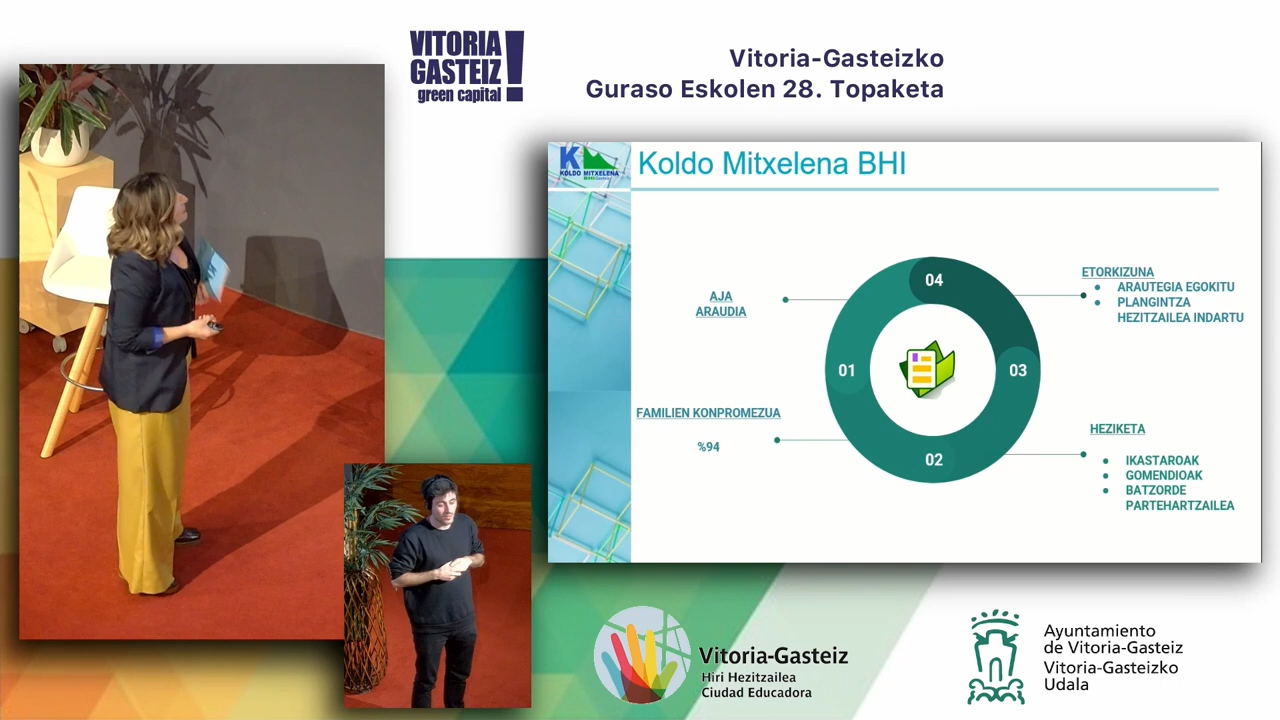 VITORIA
GASTEIZ!
green capital
Vitoria-Gasteizko
Guraso Eskolen 28. Topaketa
K
KOLDO MITXELENA
Koldo Mitxelena BHI
AJA
ARAUDIA
FAMILIEN KONPROMEZUA
%94
01
02
03
04
ETORKIZUNA
● ARAUTEGIA EGOKITU
● PLANGINTZA
HEZITZAILEA INDARTU
HEZIKETA
● IKASTAROAK
● GOMENDIOAK
● BATZORDE
PARTEHARTZAILEA
Vitoria-Gasteiz
Hiri Hezitzailea
Ciudad Educadora
Ayuntamiento
de Vitoria-Gasteiz
Vitoria-Gasteizko
Udala